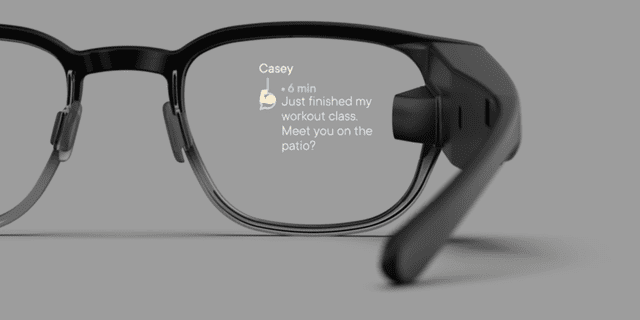 Casey
• 6 min
Just finished my
workout class.
Meet you on the
patio?